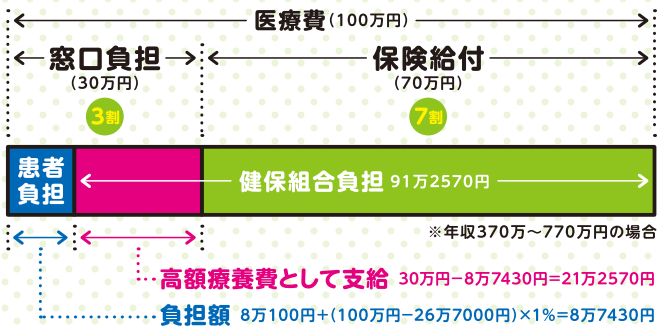 医療費(100万円)
窓口負担
(30万円)
3割
保険給付
(70万円)
7割
患者
負担
健保組合負担 91万2570円
※年収370万～770万円の場合
高額療養費として支給 30万円−8万7430円=21万2570円
負担額 8万100円+(100万円−26万7000円)×1%=8万7430円